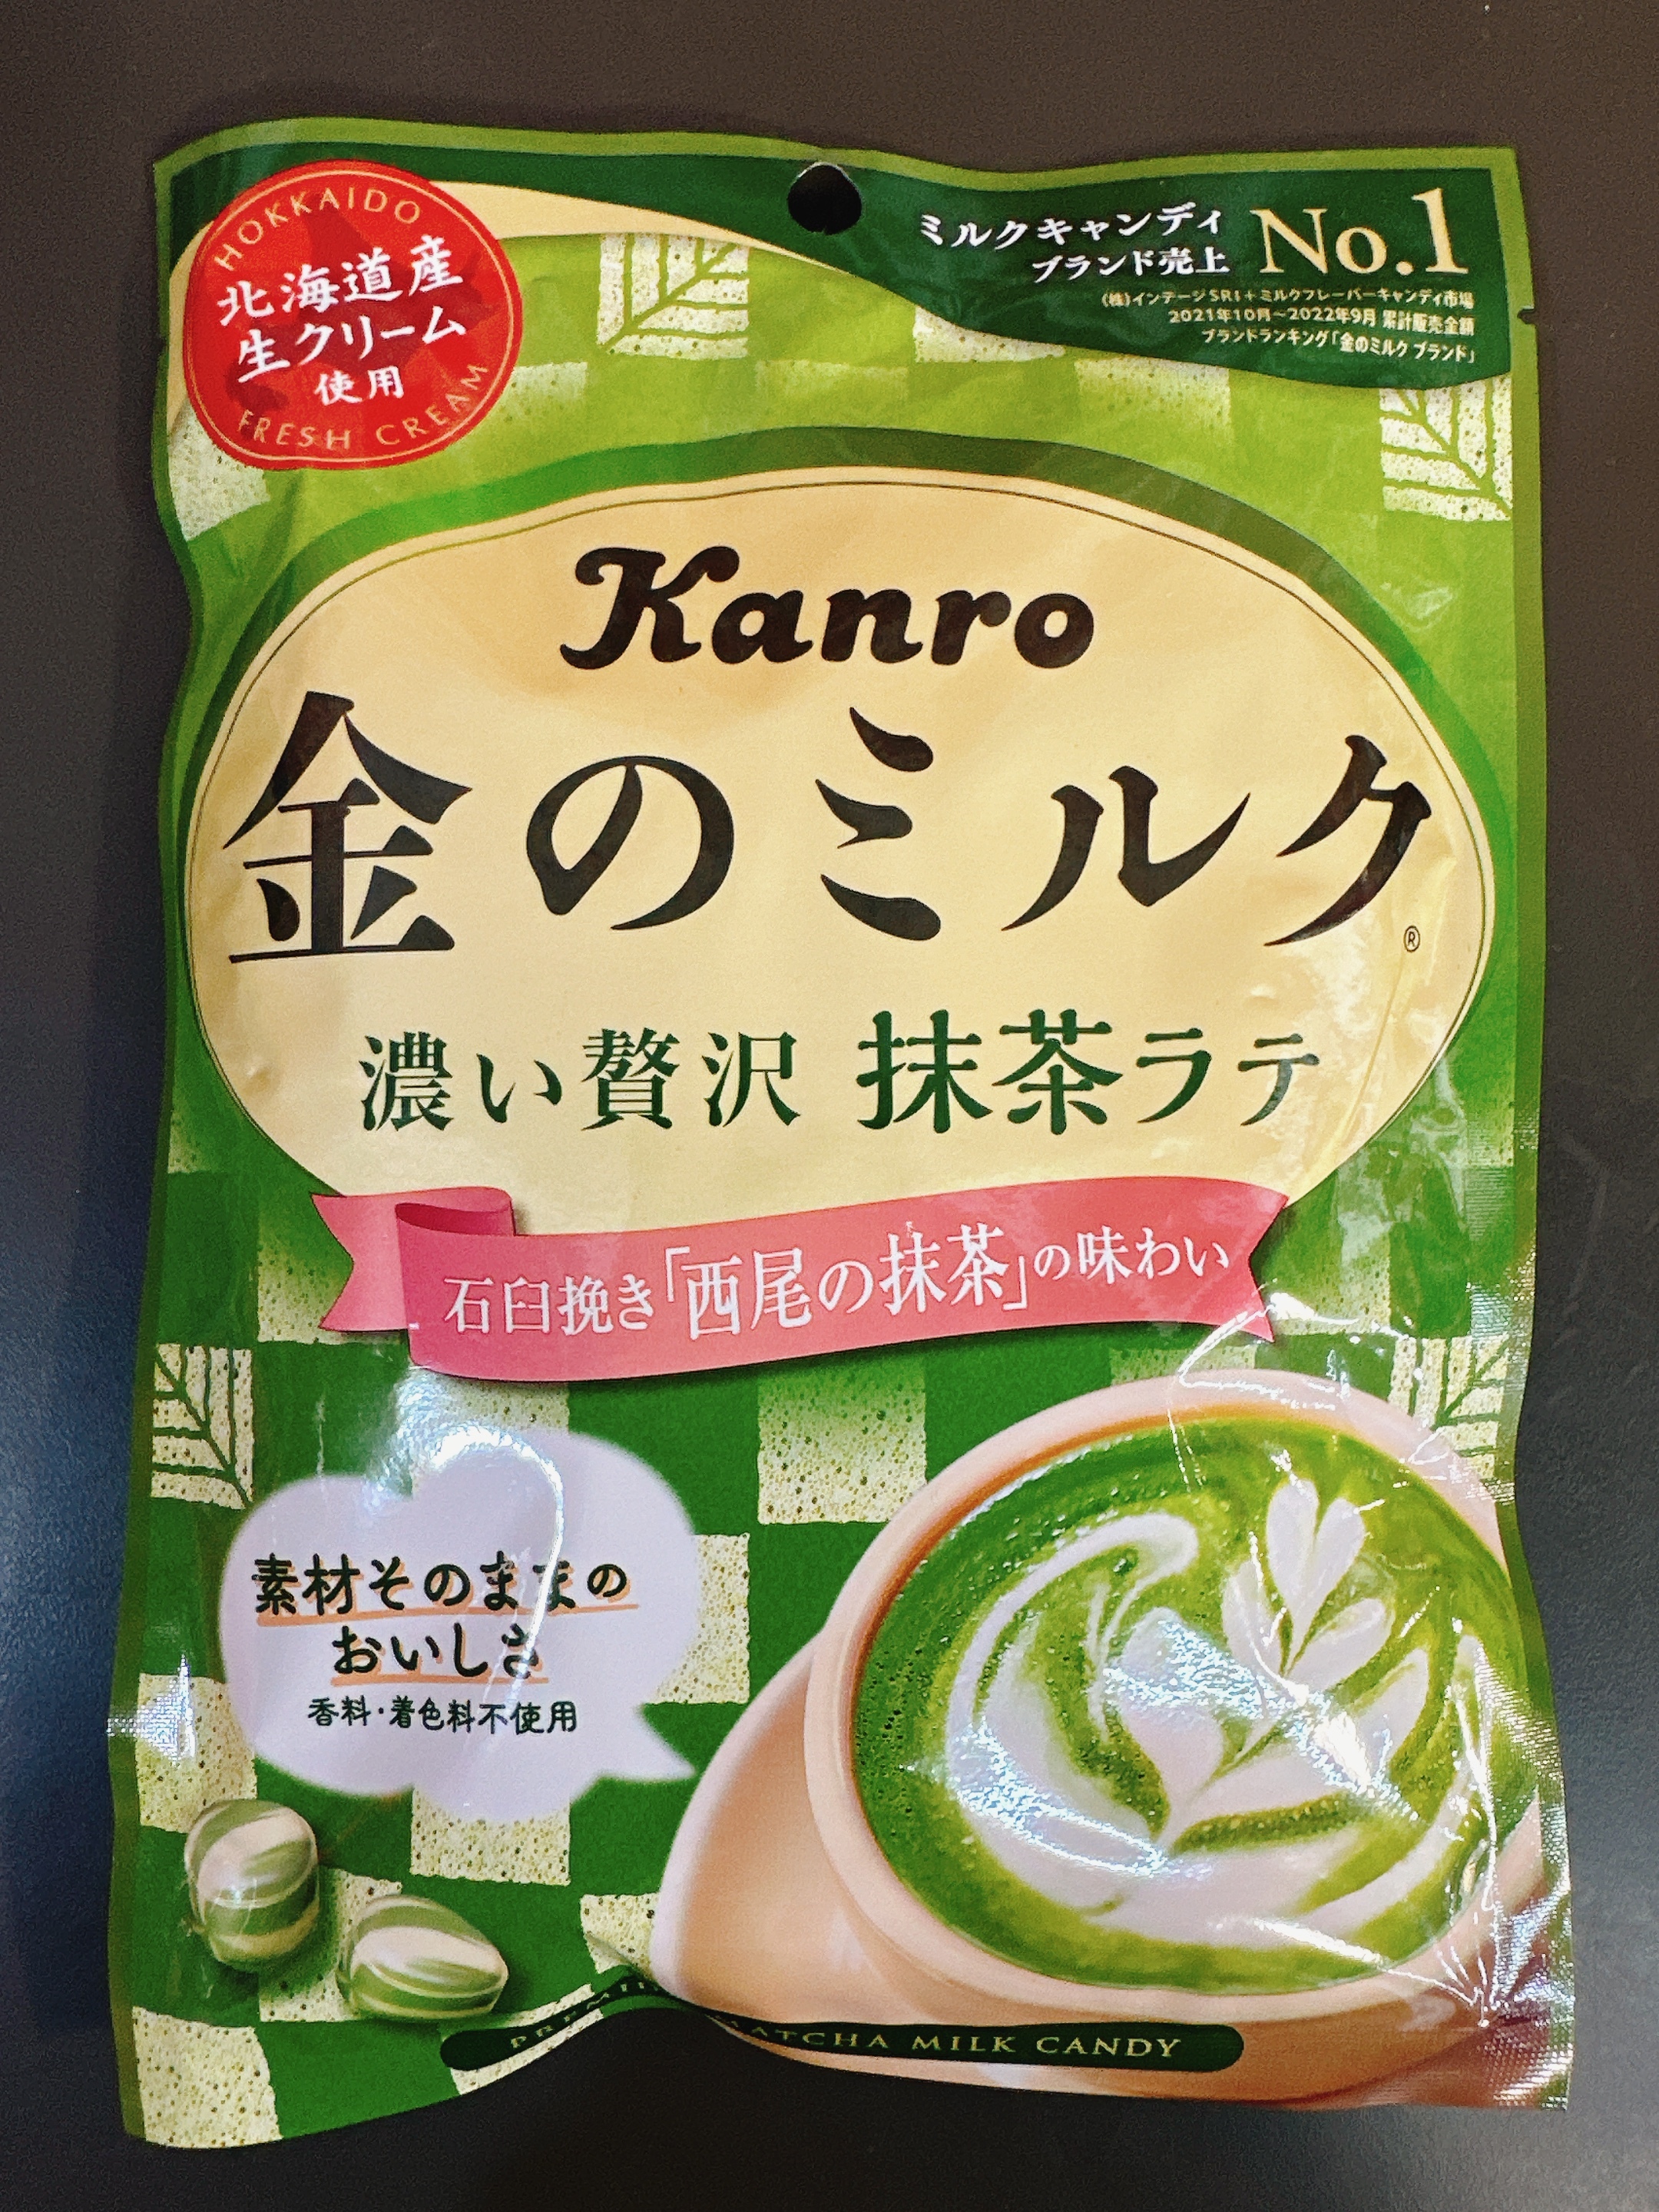 HOKKAIDO
北海道産
生クリーム
使用
FRESH CREAM
ミルクキャンディ
ブランド売上 No.1
(株)インテージSRI+ミルクフレーバーキャンディ市場
2021年10月~2022年9月 累計販売金額
ブランドランキング「金のミルク ブランド」
Kanro
金のミルク®
濃い贅沢 抹茶ラテ
石臼挽き「西尾の抹茶」の味わい
素材そのままの
おいしさ
香料・着色料不使用
MATCHA MILK CANDY